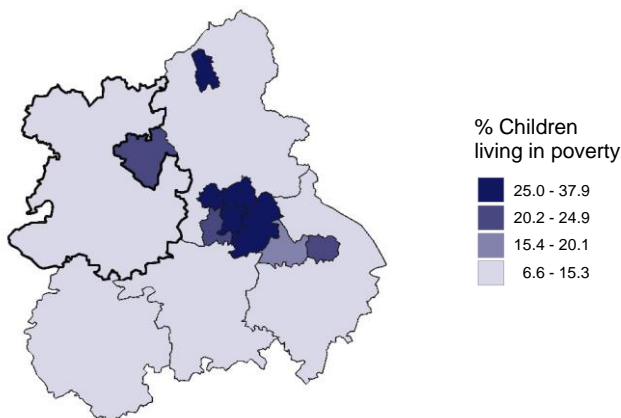 % Children
living in poverty
25.0 - 37.9
20.2 - 24.9
15.4 - 20.1
6.6 - 15.3